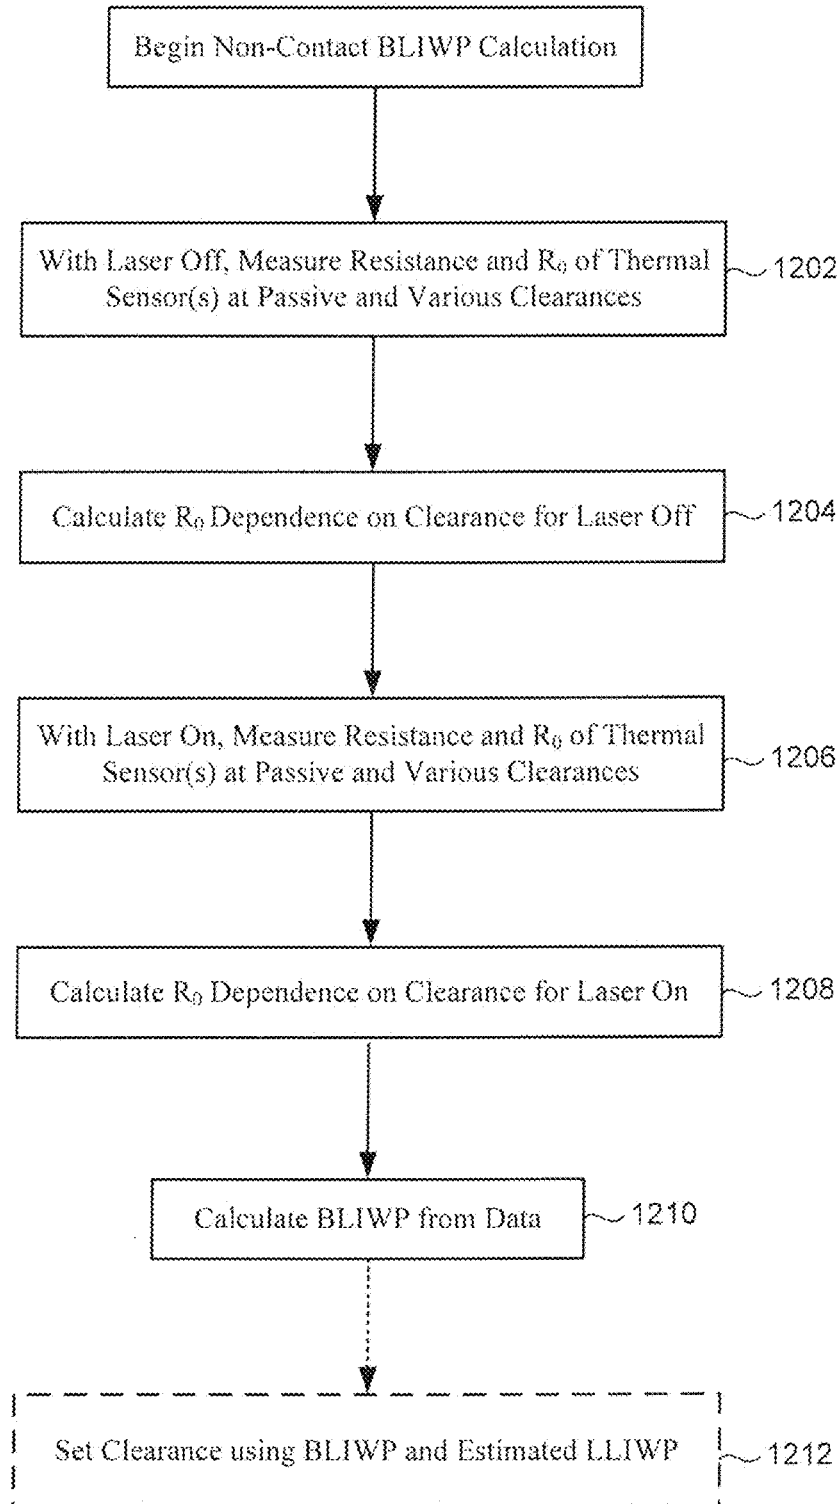 Begin Non-Contact BLIWP Calculation
With Laser Off, Measure Resistance and R₀ of Thermal
Sensor(s) at Passive and Various Clearances
1202
Calculate R₀ Dependence on Clearance for Laser Off
1204
With Laser On, Measure Resistance and R₀ of Thermal
Sensor(s) at Passive and Various Clearances
1206
Calculate R₀ Dependence on Clearance for Laser On
1208
Calculate BLIWP from Data
1210
Set Clearance using BLIWP and Estimated LLIWP
1212